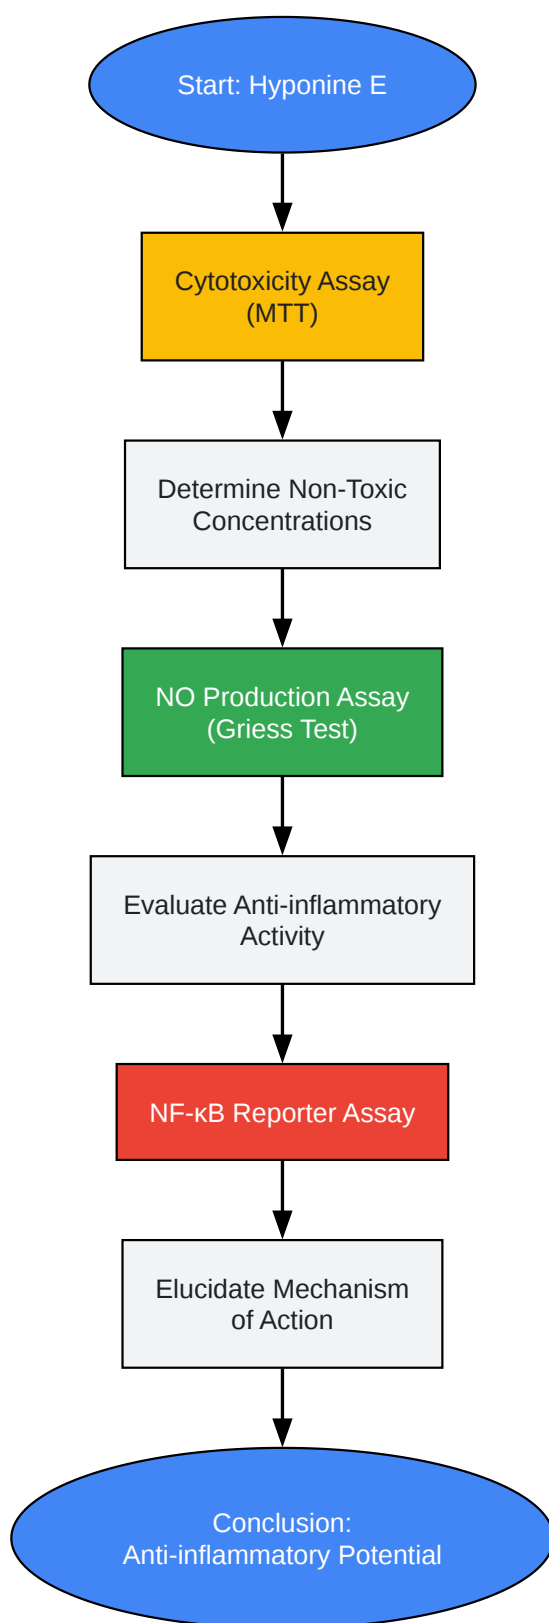 Start: Hyponine E
Cytotoxicity Assay
(MTT)
Determine Non-Toxic
Concentrations
NO Production Assay
(Griess Test)
Evaluate Anti-inflammatory
Activity
NF-κB Reporter Assay
Elucidate Mechanism
of Action
Conclusion:
Anti-inflammatory Potential